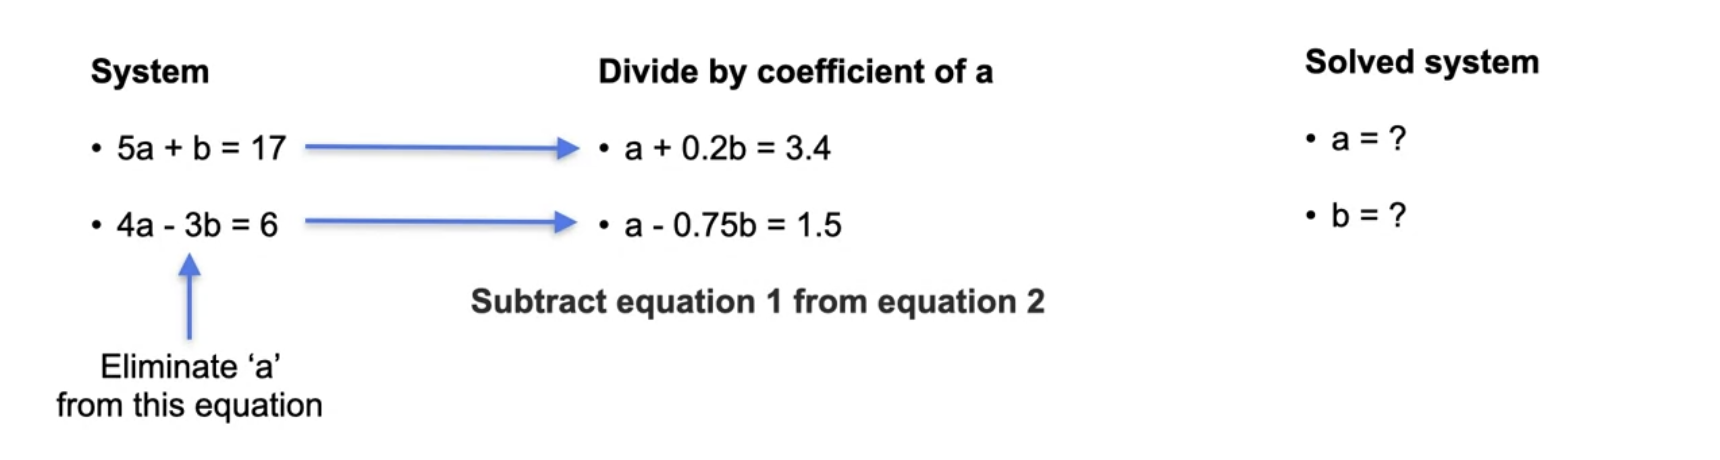 System
• 5a + b = 17
• 4a - 3b = 6
Eliminate ‘a’
from this equation
Divide by coefficient of a
• a + 0.2b = 3.4
• a - 0.75b = 1.5
Subtract equation 1 from equation 2
Solved system
• a = ?
• b = ?